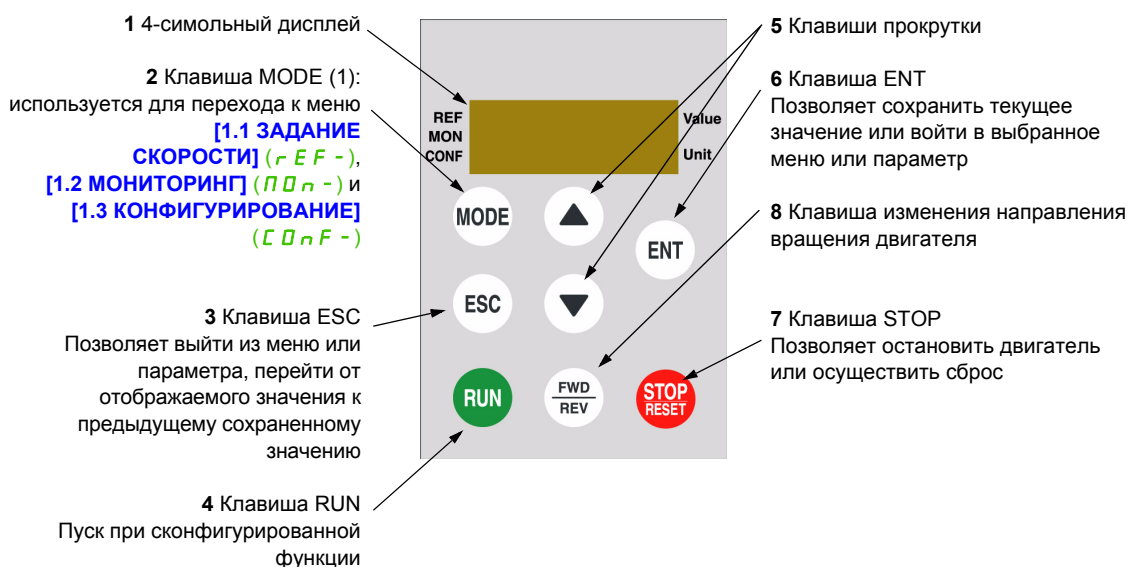 1 4-симольный дисплей
2 Клавиша MODE (1):
используется для перехода к меню
[1.1 ЗАДАНИЕ
СКОРОСТИ] (rEF-),
[1.2 МОНИТОРИНГ] (MOn-) и
[1.3 КОНФИГУРИРОВАНИЕ]
(COnF-)
3 Клавиша ESC
Позволяет выйти из меню или
параметра, перейти от
отображаемого значения к
предыдущему сохраненному
значению
4 Клавиша RUN
Пуск при сконфигурированной
функции
REF
MON
CONF
Value
Unit
MODE
ENT
ESC
RUN
FWD
REV
STOP
RESET
5 Клавиши прокрутки
6 Клавиша ENT
Позволяет сохранить текущее
значение или войти в выбранное
меню или параметр
8 Клавиша изменения направления
вращения двигателя
7 Клавиша STOP
Позволяет остановить двигатель
или осуществить сброс